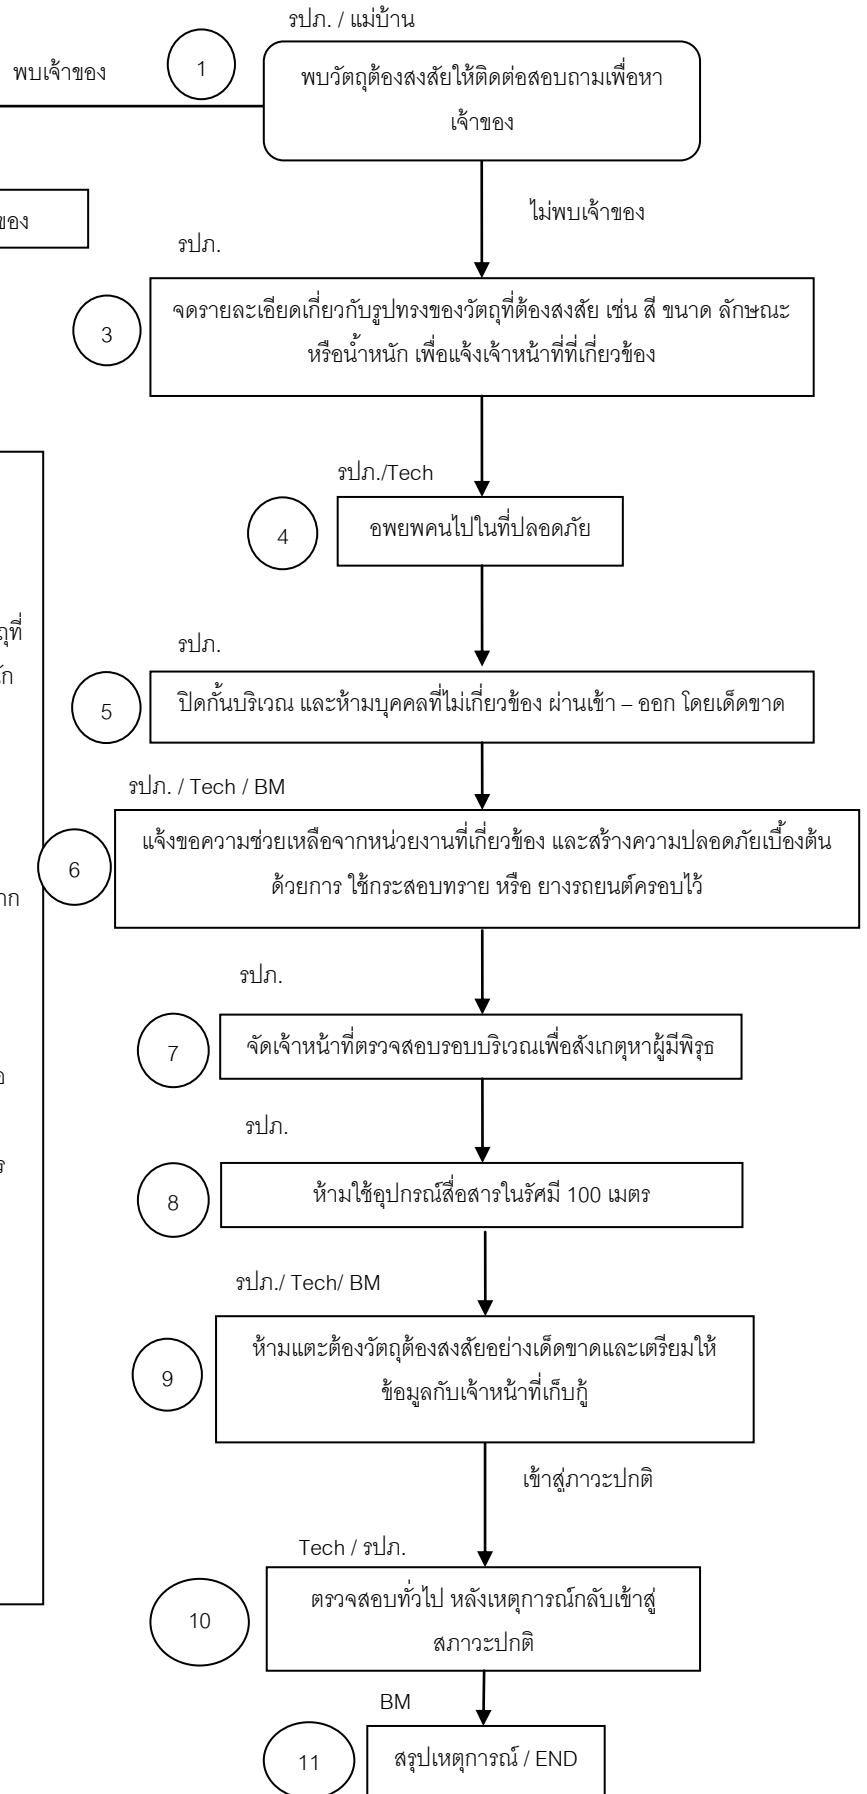 รปภ. / แม่บ้าน
พบเจ้าของ
1
พบวัตถุต้องสงสัยให้ติดต่อสอบถามเพื่อหา
เจ้าของ
ไม่พบเจ้าของ
ของ
รปภ.
3
จดรายละเอียดเกี่ยวกับรูปทรงของวัตถุที่ต้องสงสัย เช่น สี ขนาด ลักษณะ
หรือน้ำหนัก เพื่อแจ้งเจ้าหน้าที่ที่เกี่ยวข้อง
รปภ./Tech
4
อพยพคนไปในที่ปลอดภัย
รปภ.
5
ปิดกั้นบริเวณ และห้ามบุคคลที่ไม่เกี่ยวข้อง ผ่านเข้า – ออก โดยเด็ดขาด
รปภ. / Tech / BM
6
แจ้งขอความช่วยเหลือจากหน่วยงานที่เกี่ยวข้อง และสร้างความปลอดภัยเบื้องต้น
ด้วยการ ใช้กระสอบทราย หรือ ยางรถยนต์ครอบไว้
รปภ.
7
จัดเจ้าหน้าที่ตรวจสอบรอบบริเวณเพื่อสังเกตุหาผู้มีพิรุธ
รปภ.
8
ห้ามใช้อุปกรณ์สื่อสารในรัศมี 100 เมตร
รปภ./ Tech/ BM
9
ห้ามแตะต้องวัตถุต้องสงสัยอย่างเด็ดขาดและเตรียมให้
ข้อมูลกับเจ้าหน้าที่เก็บกู้
เข้าสู่ภาวะปกติ
Tech / รปภ.
10
ตรวจสอบทั่วไป หลังเหตุการณ์กลับเข้าสู่
สภาวะปกติ
BM
11
สรุปเหตุการณ์ / END